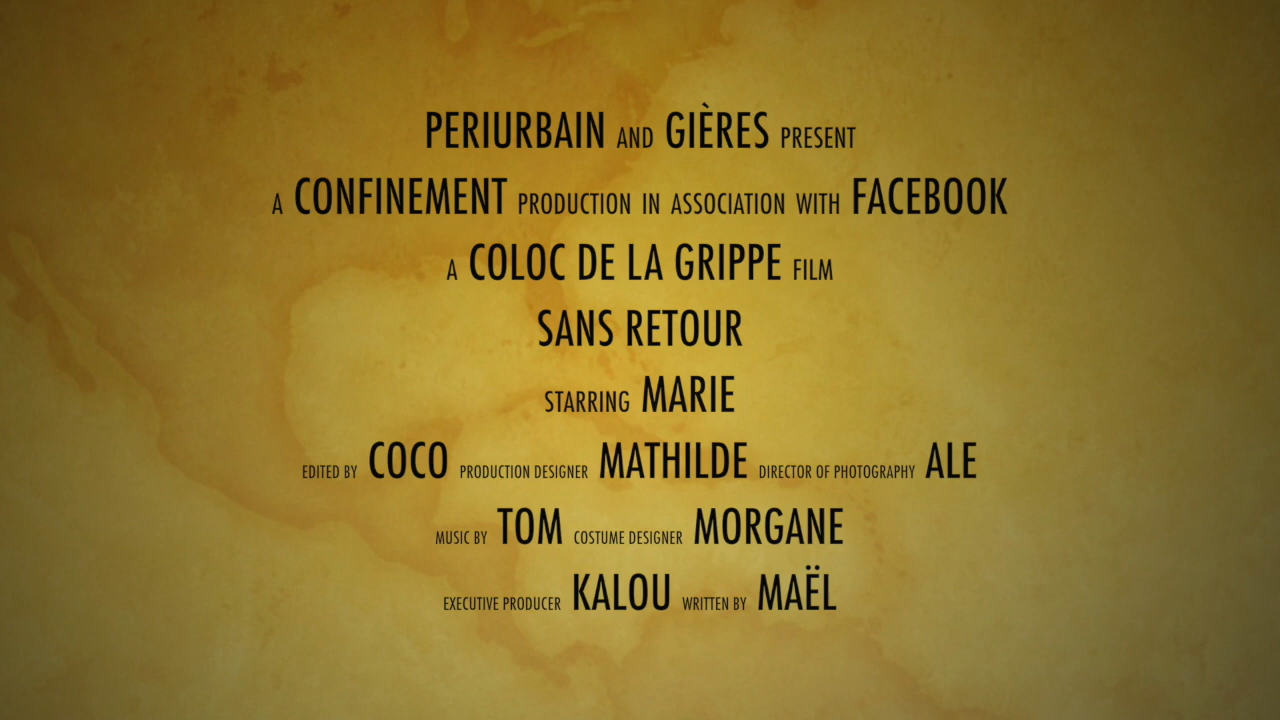 PERIURBAIN AND GIÈRES PRESENT
A CONFINEMENT PRODUCTION IN ASSOCIATION WITH FACEBOOK
A COLOC DE LA GRIPPE FILM
SANS RETOUR
STARRING MARIE
EDITED BY COCO PRODUCTION DESIGNER MATHILDE DIRECTOR OF PHOTOGRAPHY ALE
MUSIC BY TOM COSTUME DESIGNER MORGANE
EXECUTIVE PRODUCER KALOU WRITTEN BY MAËL